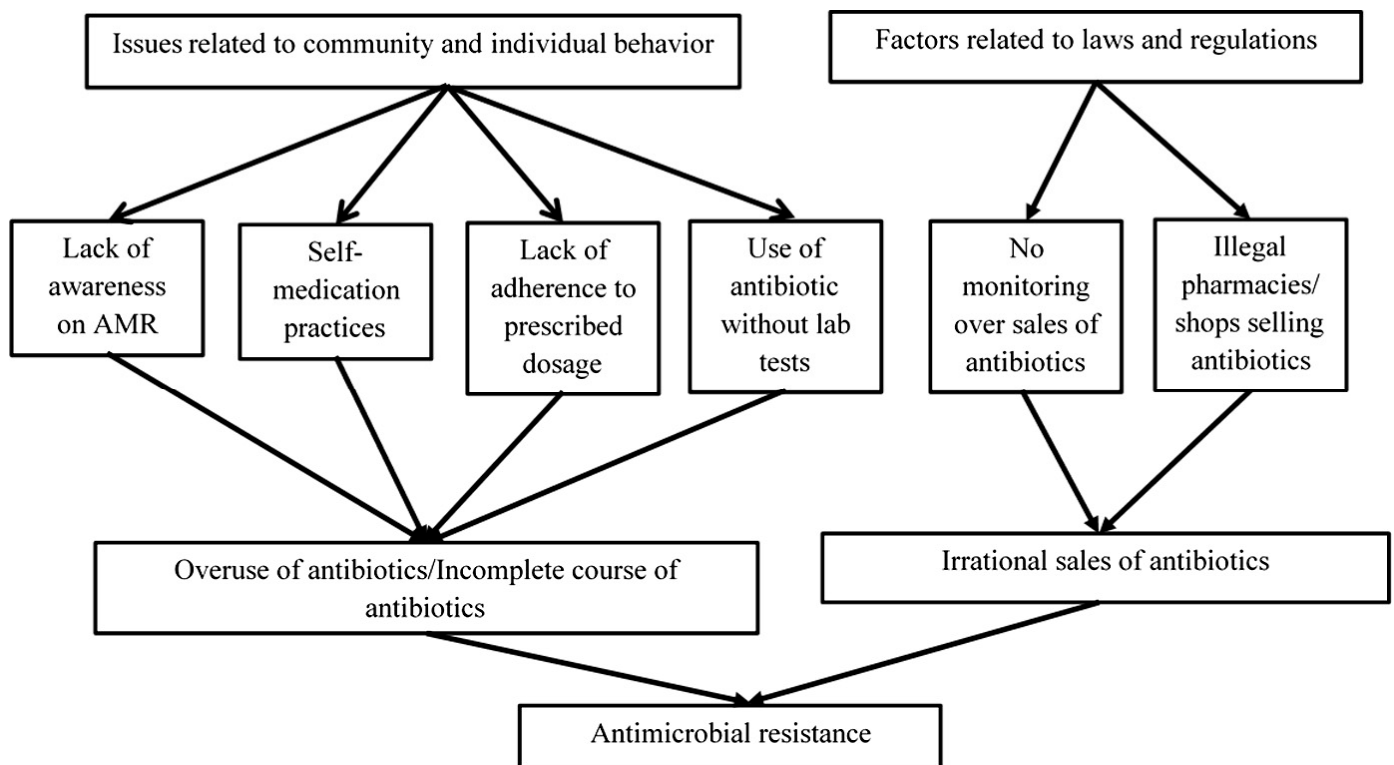 Issues related to community and individual behavior
Factors related to laws and regulations
Lack of
awareness
on AMR
Self-
medication
practices
Lack of
adherence to
prescribed
dosage
Use of
antibiotic
without lab
tests
No
monitoring
over sales of
antibiotics
Illegal
pharmacies/
shops selling
antibiotics
Overuse of antibiotics/Incomplete course of
antibiotics
Irrational sales of antibiotics
Antimicrobial resistance